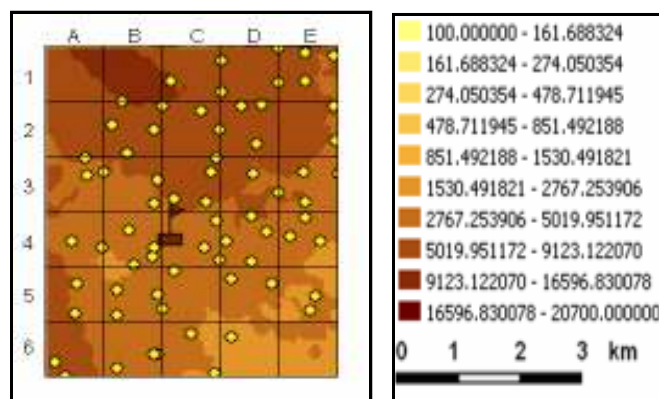 A B C D E
1
2
3
4
5
6
100.000000 - 161.688324
161.688324 - 274.050354
274.050354 - 478.711945
478.711945 - 851.492188
851.492188 - 1530.491821
1530.491821 - 2767.253906
2767.253906 - 5019.951172
5019.951172 - 9123.122070
9123.122070 - 16596.830078
16596.830078 - 20700.000000
0 1 2 3 km